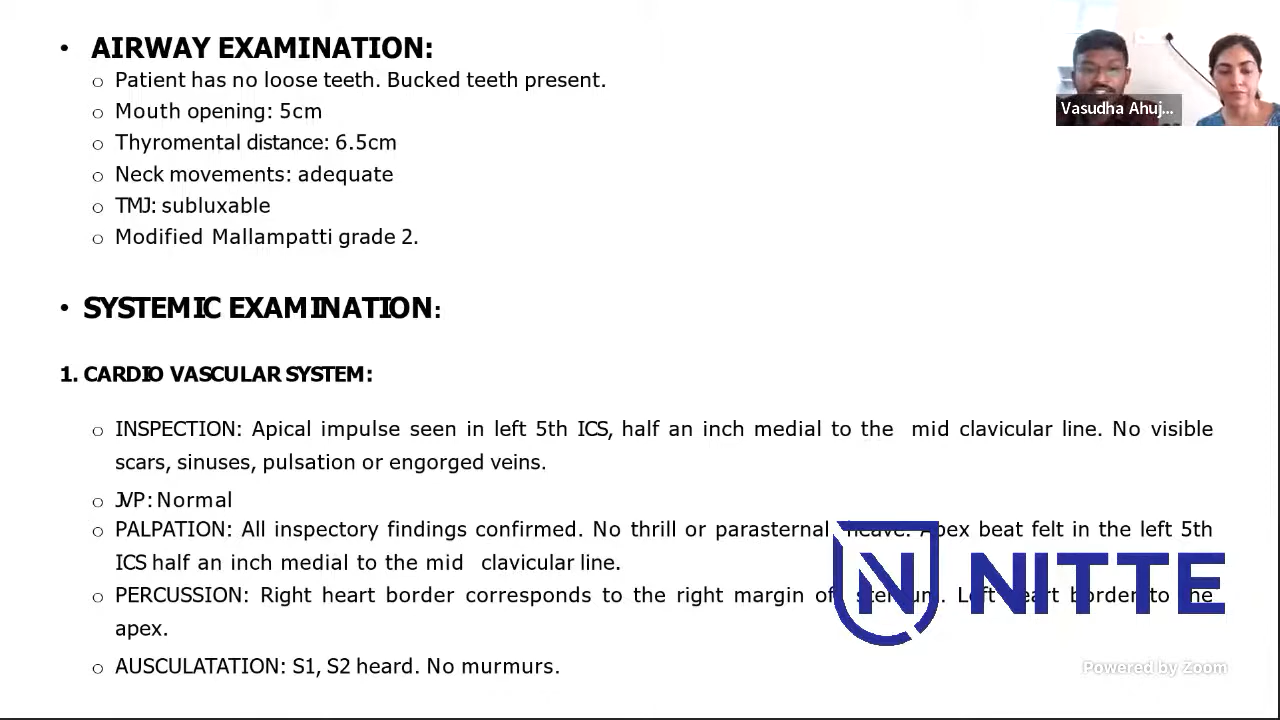 • AIRWAY EXAMINATION:
o Patient has no loose teeth. Bucked teeth present.
o Mouth opening: 5cm
o Thyromental distance: 6.5cm
o Neck movements: adequate
o TMJ: subluxable
o Modified Mallampatti grade 2.
Vasudha Ahuj...
• SYSTEMIC EXAMINATION:
1. CARDIO VASCULAR SYSTEM:
o INSPECTION: Apical impulse seen in left 5th ICS, half an inch medial to the mid clavicular line. No visible
scars, sinuses, pulsation or engorged veins.
o JVP: Normal
o PALPATION: All inspectory findings confirmed. No thrill or parasternal heave. Apex beat felt in the left 5th
ICS half an inch medial to the mid clavicular line.
o PERCUSSION: Right heart border corresponds to the right margin of sternum. Left heart border to the
apex.
o AUSCULATATION: S1, S2 heard. No murmurs.
N NITTE
Powered by Zoom